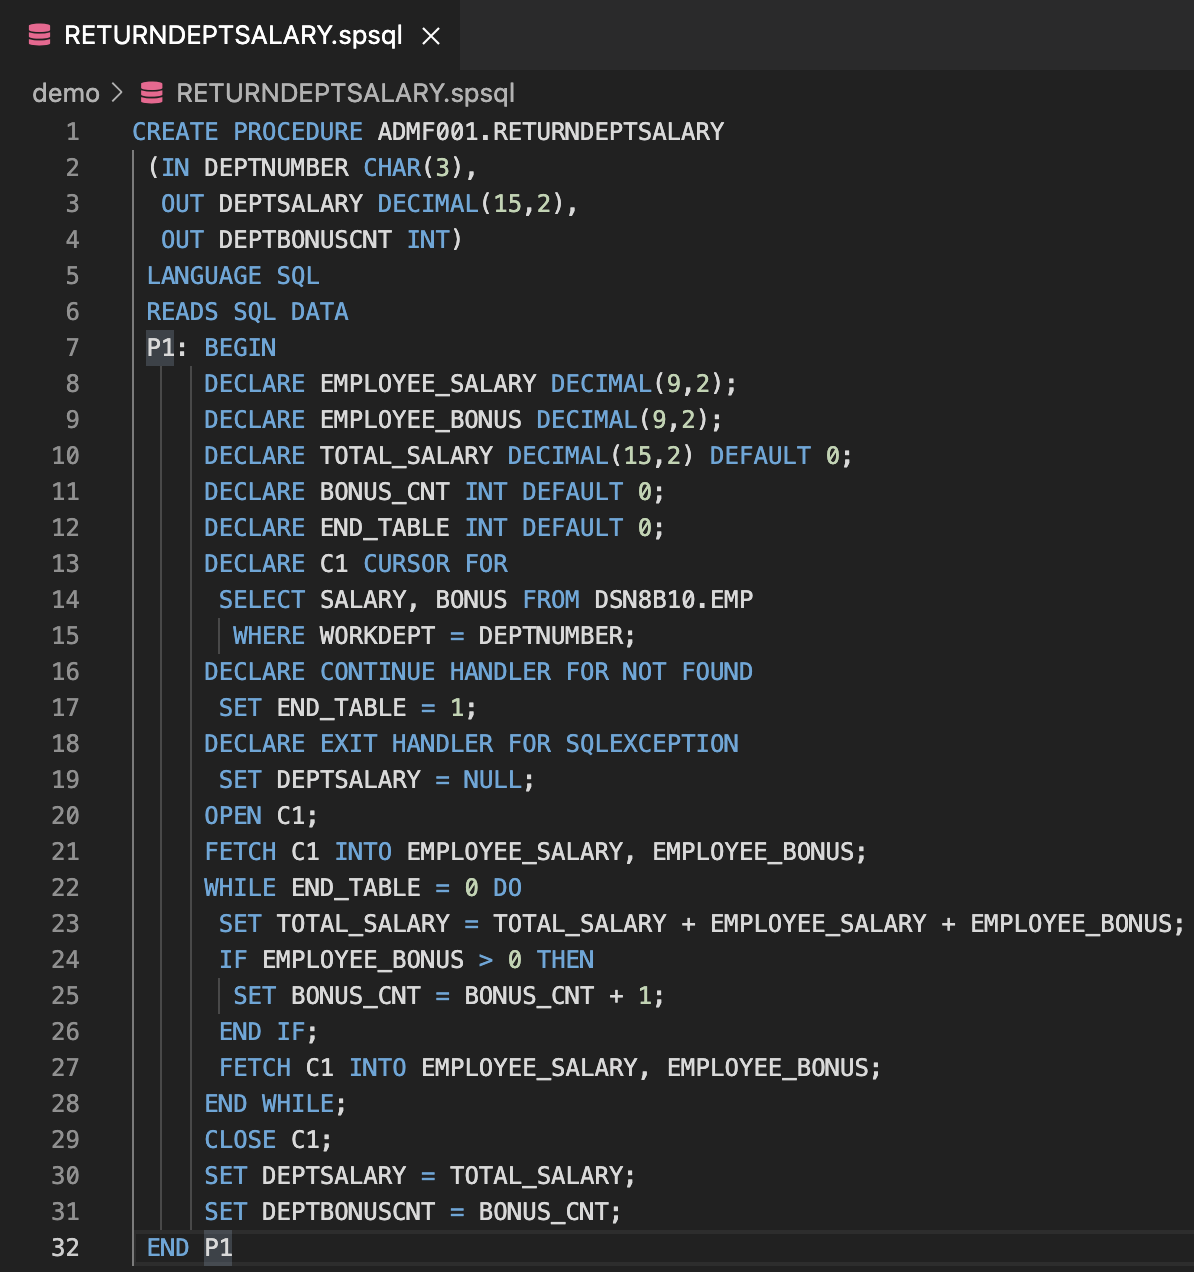 RETURNDEPTSALARY.spsql ×
demo > RETURNDEPTSALARY.spsql
1 CREATE PROCEDURE ADMF001.RETURNDEPTSALARY
2 (IN DEPTNUMBER CHAR(3),
3 OUT DEPTSALARY DECIMAL(15,2),
4 OUT DEPTBONUSCNT INT)
5 LANGUAGE SQL
6 READS SQL DATA
7 P1: BEGIN
8 DECLARE EMPLOYEE_SALARY DECIMAL(9,2);
9 DECLARE EMPLOYEE_BONUS DECIMAL(9,2);
10 DECLARE TOTAL_SALARY DECIMAL(15,2) DEFAULT 0;
11 DECLARE BONUS_CNT INT DEFAULT 0;
12 DECLARE END_TABLE INT DEFAULT 0;
13 DECLARE C1 CURSOR FOR
14 SELECT SALARY, BONUS FROM DSN8B10.EMP
15 WHERE WORKDEPT = DEPTNUMBER;
16 DECLARE CONTINUE HANDLER FOR NOT FOUND
17 SET END_TABLE = 1;
18 DECLARE EXIT HANDLER FOR SQLEXCEPTION
19 SET DEPTSALARY = NULL;
20 OPEN C1;
21 FETCH C1 INTO EMPLOYEE_SALARY, EMPLOYEE_BONUS;
22 WHILE END_TABLE = 0 DO
23 SET TOTAL_SALARY = TOTAL_SALARY + EMPLOYEE_SALARY + EMPLOYEE_BONUS;
24 IF EMPLOYEE_BONUS > 0 THEN
25 SET BONUS_CNT = BONUS_CNT + 1;
26 END IF;
27 FETCH C1 INTO EMPLOYEE_SALARY, EMPLOYEE_BONUS;
28 END WHILE;
29 CLOSE C1;
30 SET DEPTSALARY = TOTAL_SALARY;
31 SET DEPTBONUSCNT = BONUS_CNT;
32 END P1